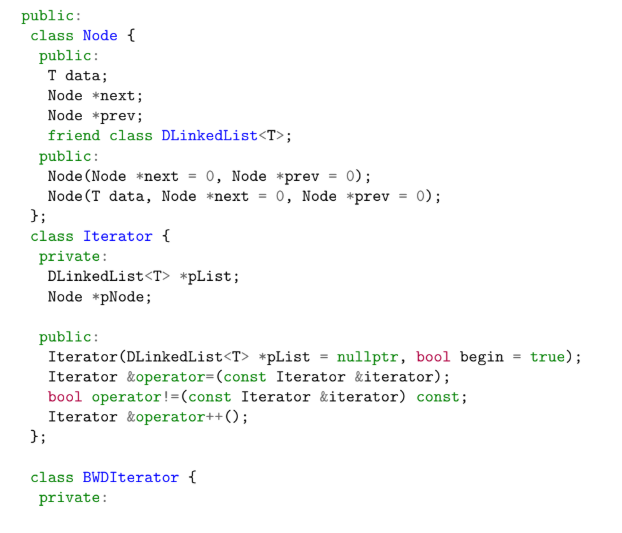 public:
class Node {
public:
T data;
Node *next;
Node *prev;
friend class DLinkedList<T>;
public:
Node(Node *next = 0, Node *prev = 0);
Node(T data, Node *next = 0, Node *prev = 0);
};
class Iterator {
private:
DLinkedList<T> *pList;
Node *pNode;
public:
Iterator(DLinkedList<T> *pList = nullptr, bool begin = true);
Iterator &operator=(const Iterator &iterator);
bool operator!=(const Iterator &iterator) const;
Iterator &operator++();
};
class BWDIterator {
private: